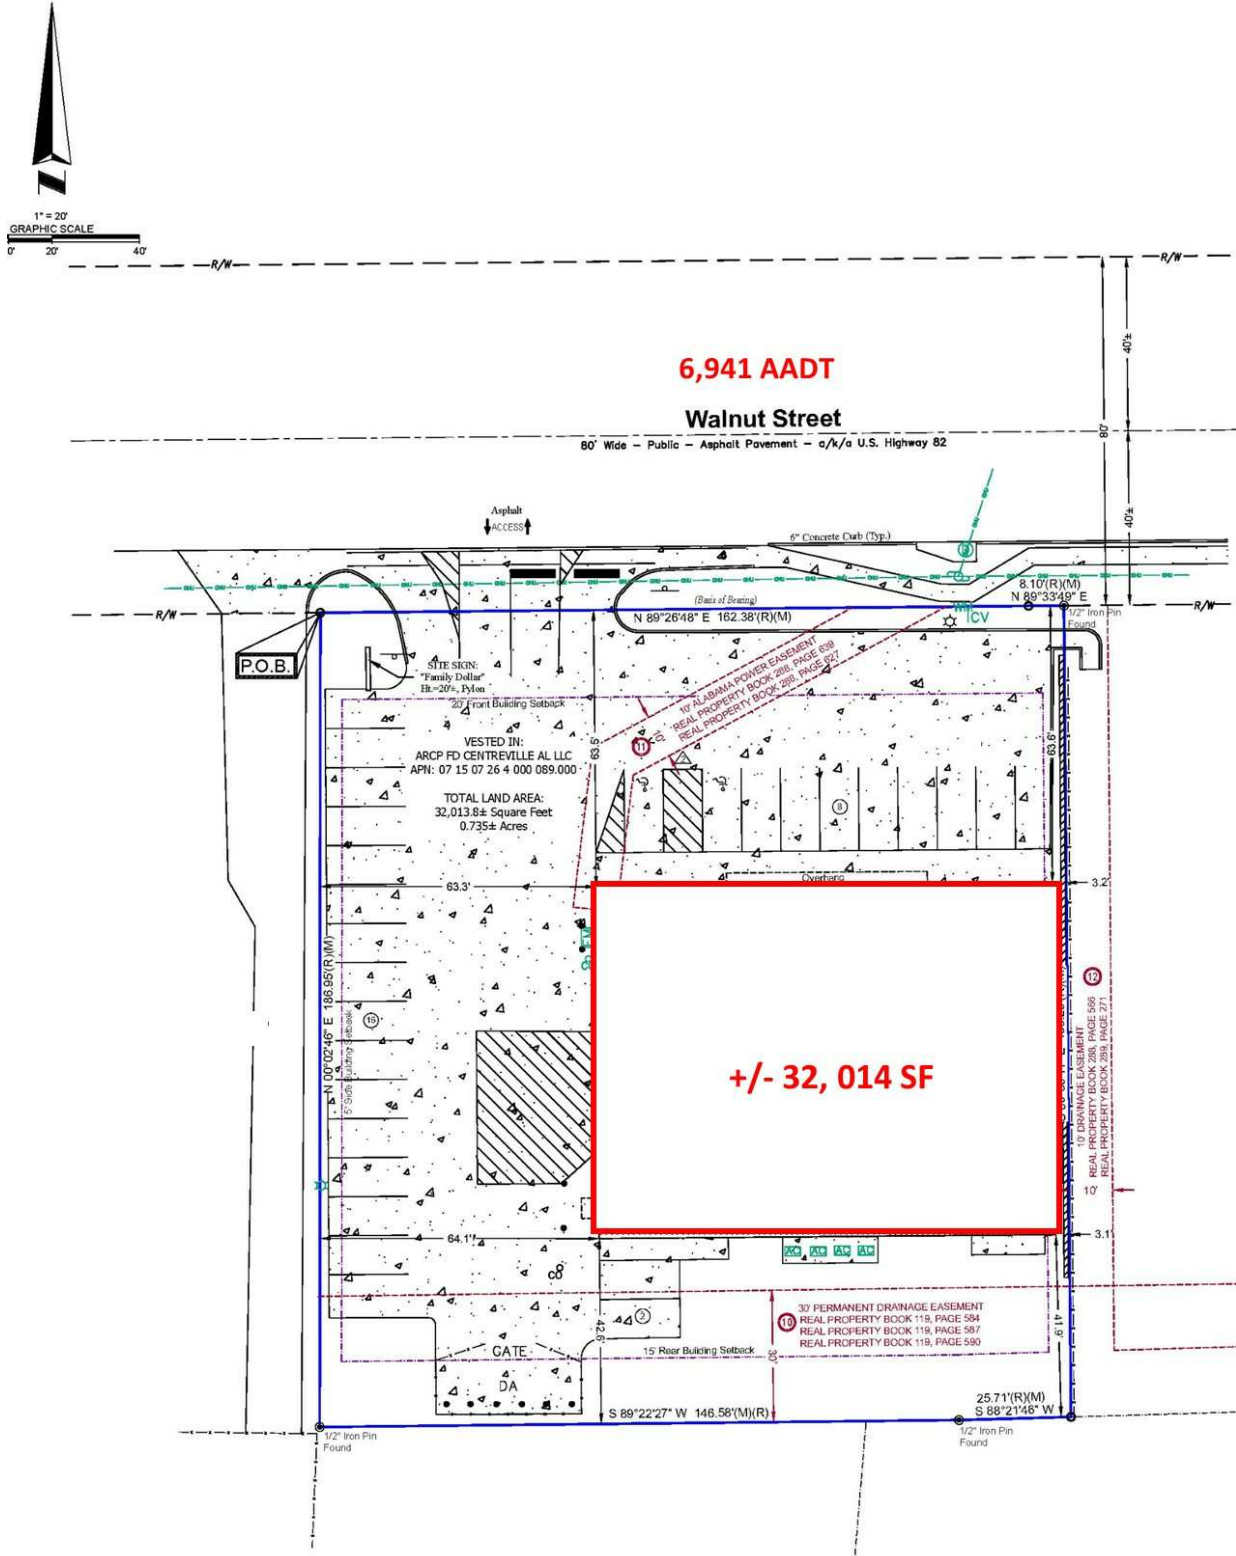 1" = 20'
GRAPHIC SCALE
0' 20' 40'
R/W
R/W
40'±
6,941 AADT
Walnut Street
80' Wide - Public - Asphalt Pavement - a/k/a U.S. Highway 82
80'
40'±
Asphalt
ACCESS
6" Concrete Curb (Typ.)
8.10'(R)(M)
N 89°33'49" E
(Basis of Bearing)
N 89°26'48" E 162.38'(R)(M)
1/2" Iron Pin
Found
R/W
R/W
CV
P.O.B.
SITE SIGN:
"Family Dollar"
Ht.=20'±, Pylon
20' Front Building Setback
10' ALABAMA POWER EASEMENT
REAL PROPERTY BOOK 288, PAGE 639
REAL PROPERTY BOOK 288, PAGE 627
10'
11
VESTED IN:
ARCP FD CENTREVILLE AL LLC
APN: 07 15 07 26 4 000 089.000
TOTAL LAND AREA:
32,013.8± Square Feet
0.735± Acres
63.6'
8
Overhang
63.3'
3.2'
N 00°02'46" E 186.95'(R)(M)
5' Side Building Setback
16
12
10' DRAINAGE EASEMENT
REAL PROPERTY BOOK 288, PAGE 566
REAL PROPERTY BOOK 289, PAGE 271
+/- 32, 014 SF
10'
64.1'
3.1'
AC AC AC AC
CO
30' PERMANENT DRAINAGE EASEMENT
10
REAL PROPERTY BOOK 119, PAGE 584
REAL PROPERTY BOOK 119, PAGE 587
REAL PROPERTY BOOK 119, PAGE 590
2
42.6'
41.9'
30'
GATE
15' Rear Building Setback
DA
S 89°22'27" W 146.58'(M)(R)
25.71'(R)(M)
S 88°21'46" W
1/2" Iron Pin
Found
1/2" Iron Pin
Found